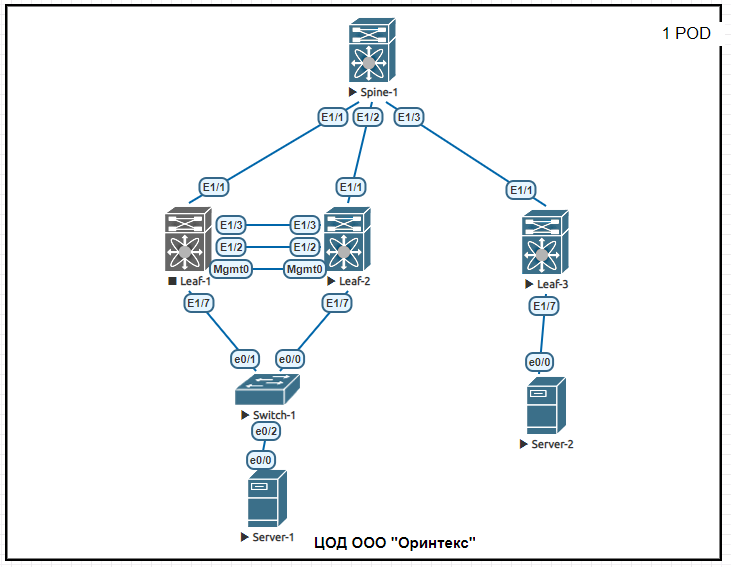 1 POD
Spine-1
E1/1
E1/2
E1/3
E1/1
E1/1
E1/1
E1/3
E1/3
E1/2
E1/2
Mgmt0
Mgmt0
Leaf-1
Leaf-2
Leaf-3
E1/7
E1/7
E1/7
e0/1
e0/0
e0/0
Switch-1
e0/2
Server-2
e0/0
Server-1
ЦОД ООО "Оринтекс"